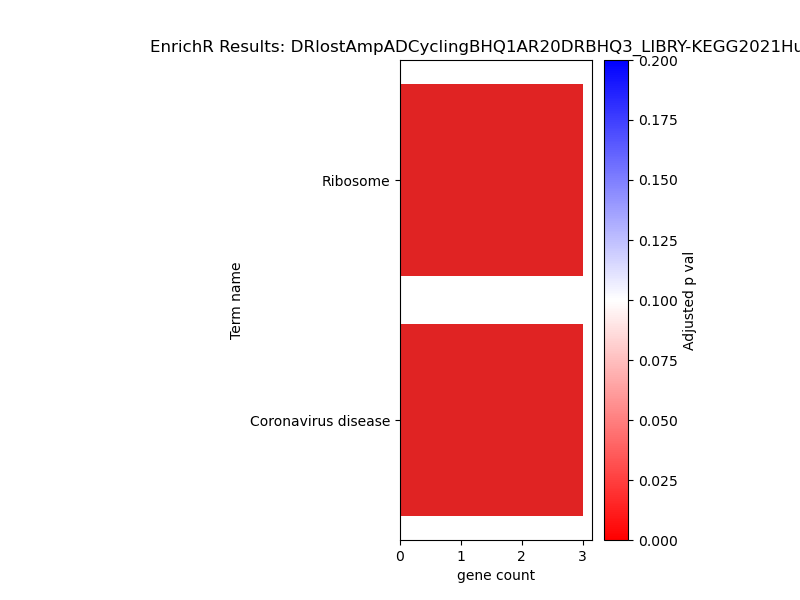 EnrichR Results: DRlostAmpADCyclingBHQ1AR20DRBHQ3_LIBRY-KEGG2021Hu
Term name
Ribosome
Coronavirus disease
0 1 2 3
gene count
0.200
0.175
0.150
0.125
0.100
0.075
0.050
0.025
0.000
Adjusted p val